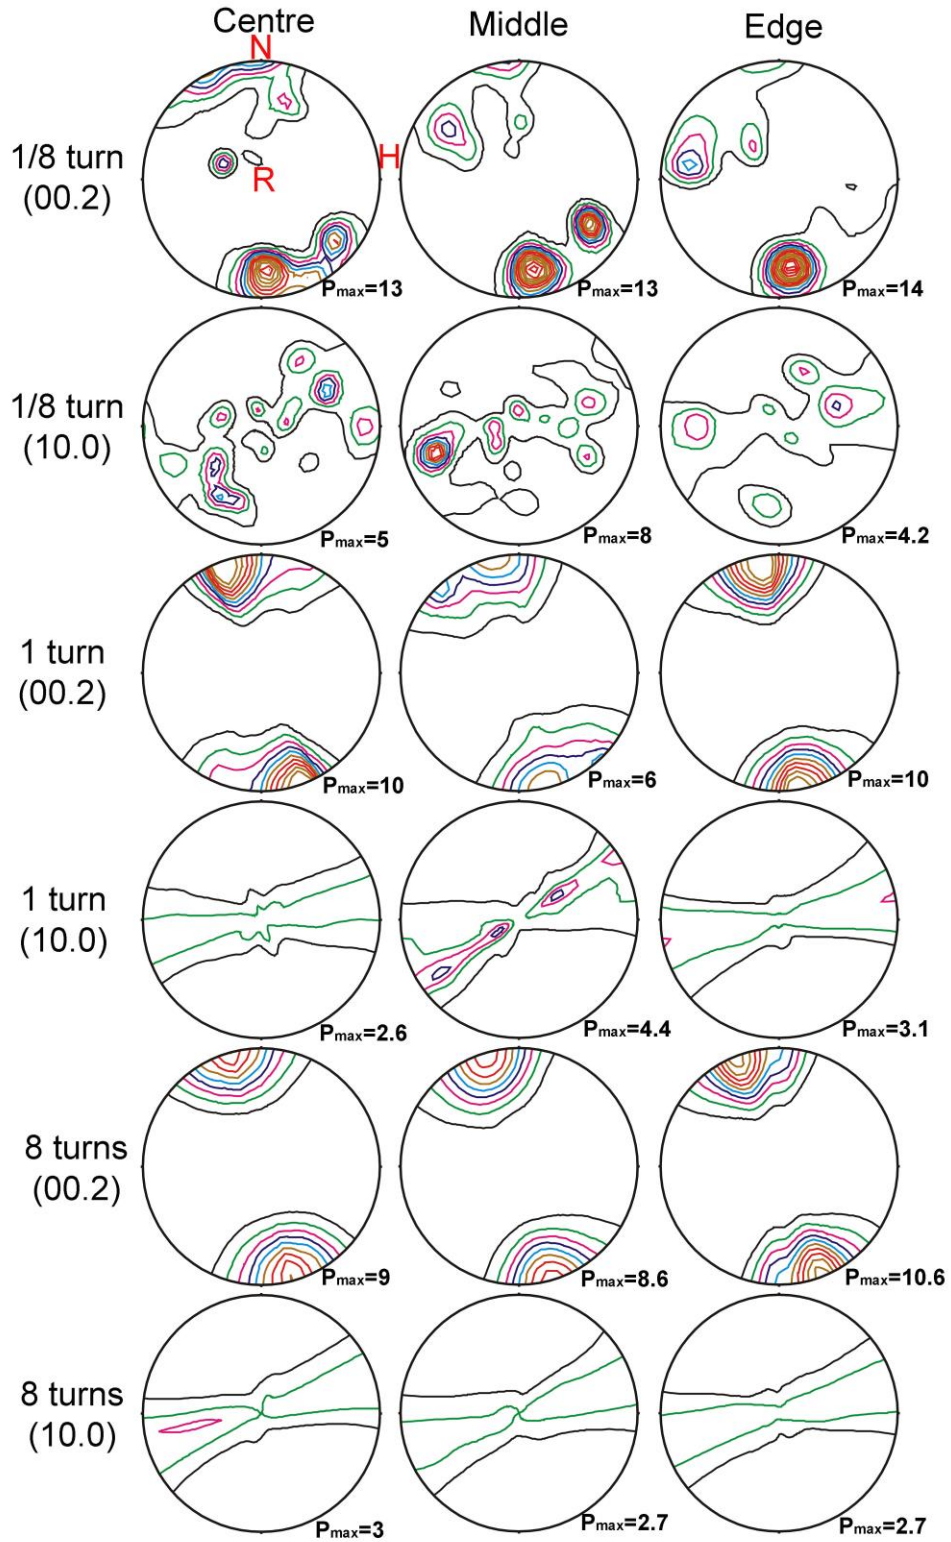 Centre Middle Edge
N
1/8 turn
(00.2)
H
R
Pmax=13 Pmax=13 Pmax=14
1/8 turn
(10.0)
Pmax=5 Pmax=8 Pmax=4.2
1 turn
(00.2)
Pmax=10 Pmax=6 Pmax=10
1 turn
(10.0)
Pmax=2.6 Pmax=4.4 Pmax=3.1
8 turns
(00.2)
Pmax=9 Pmax=8.6 Pmax=10.6
8 turns
(10.0)
Pmax=3 Pmax=2.7 Pmax=2.7